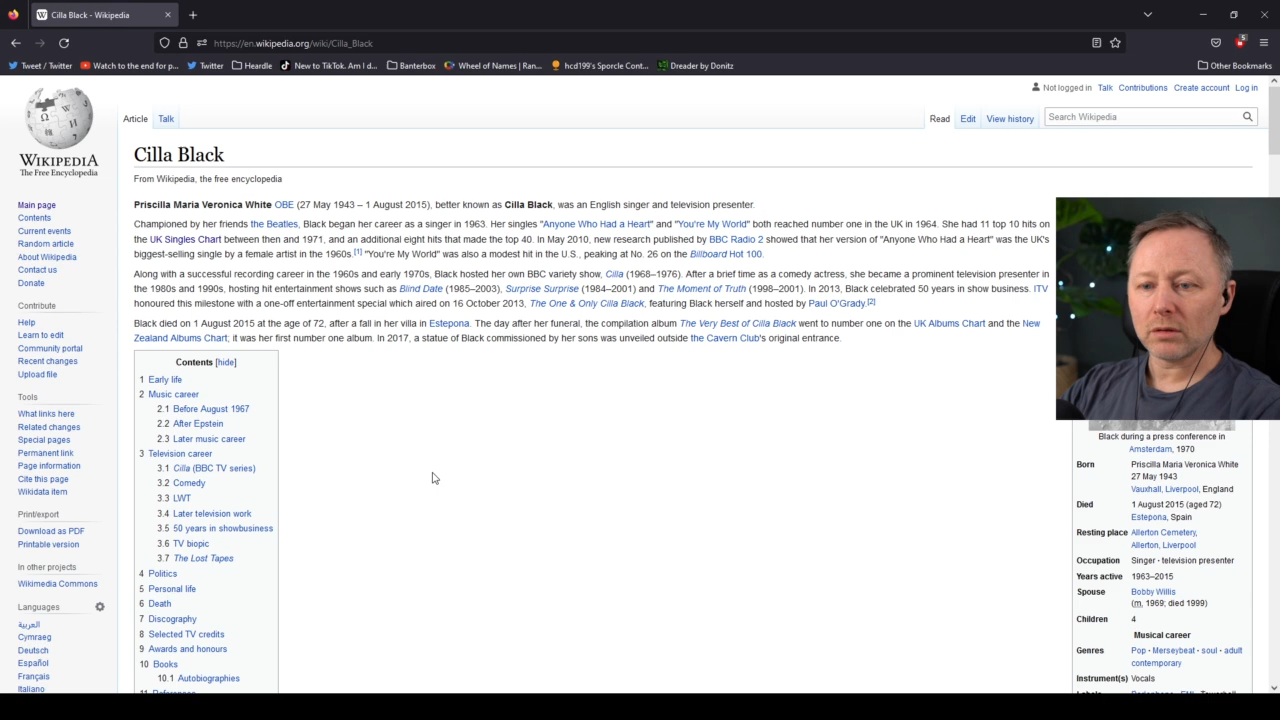 Cilla Black - Wikipedia
https://en.wikipedia.org/wiki/Cilla_Black
5
Tweet / Twitter
Watch to the end for p...
Twitter
Heardle
New to TikTok. Am I d...
Banterbox
Wheel of Names | Ran...
hcd199's Sporcle Cont...
Dreader by Donitz
Other Bookmarks
Not logged in Talk Contributions Create account Log in
Article Talk
Read Edit View history
Search Wikipedia
WIKIPEDIA
The Free Encyclopedia
Main page
Contents
Current events
Random article
About Wikipedia
Contact us
Donate
Contribute
Help
Learn to edit
Community portal
Recent changes
Upload file
Tools
What links here
Related changes
Special pages
Permanent link
Page information
Cite this page
Wikidata item
Print/export
Download as PDF
Printable version
In other projects
Wikimedia Commons
Languages
العربية
Cymraeg
Deutsch
Español
Français
Italiano
Cilla Black
From Wikipedia, the free encyclopedia
Priscilla Maria Veronica White OBE (27 May 1943 – 1 August 2015), better known as Cilla Black, was an English singer and television presenter.
Championed by her friends the Beatles, Black began her career as a singer in 1963. Her singles "Anyone Who Had a Heart" and "You're My World" both reached number one in the UK in 1964. She had 11 top 10 hits on
the UK Singles Chart between then and 1971, and an additional eight hits that made the top 40. In May 2010, new research published by BBC Radio 2 showed that her version of "Anyone Who Had a Heart" was the UK's
biggest-selling single by a female artist in the 1960s.[1] "You're My World" was also a modest hit in the U.S., peaking at No. 26 on the Billboard Hot 100.
Along with a successful recording career in the 1960s and early 1970s, Black hosted her own BBC variety show, Cilla (1968–1976). After a brief time as a comedy actress, she became a prominent television presenter in
the 1980s and 1990s, hosting hit entertainment shows such as Blind Date (1985–2003), Surprise Surprise (1984–2001) and The Moment of Truth (1998–2001). In 2013, Black celebrated 50 years in show business. ITV
honoured this milestone with a one-off entertainment special which aired on 16 October 2013, The One & Only Cilla Black, featuring Black herself and hosted by Paul O'Grady.[2]
Black died on 1 August 2015 at the age of 72, after a fall in her villa in Estepona. The day after her funeral, the compilation album The Very Best of Cilla Black went to number one on the UK Albums Chart and the New
Zealand Albums Chart; it was her first number one album. In 2017, a statue of Black commissioned by her sons was unveiled outside the Cavern Club's original entrance.
Contents [hide]
1 Early life
2 Music career
2.1 Before August 1967
2.2 After Epstein
2.3 Later music career
3 Television career
3.1 Cilla (BBC TV series)
3.2 Comedy
3.3 LWT
3.4 Later television work
3.5 50 years in showbusiness
3.6 TV biopic
3.7 The Lost Tapes
4 Politics
5 Personal life
6 Death
7 Discography
8 Selected TV credits
9 Awards and honours
10 Books
10.1 Autobiographies
11 References
Black during a press conference in
Amsterdam, 1970
Born Priscilla Maria Veronica White
27 May 1943
Vauxhall, Liverpool, England
Died 1 August 2015 (aged 72)
Estepona, Spain
Resting place Allerton Cemetery,
Allerton, Liverpool
Occupation Singer · television presenter
Years active 1963–2015
Spouse Bobby Willis
(m. 1969; died 1999)
Children 4
Musical career
Genres Pop · Merseybeat · soul · adult
contemporary
Instrument(s) Vocals